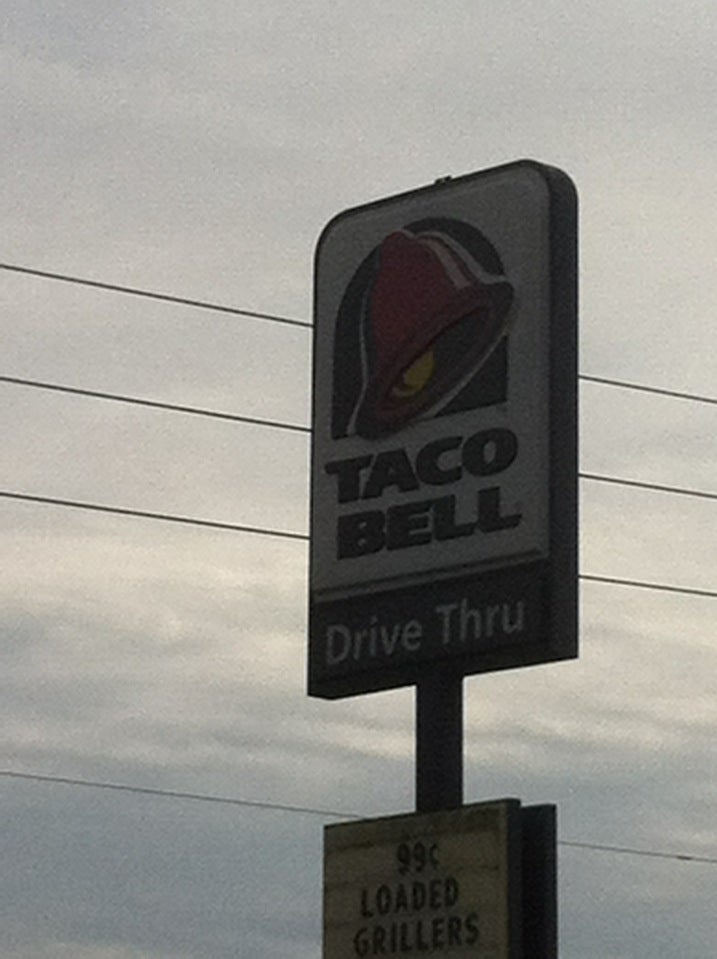 TACO
BELL
Drive Thru
99¢
LOADED
GRILLERS